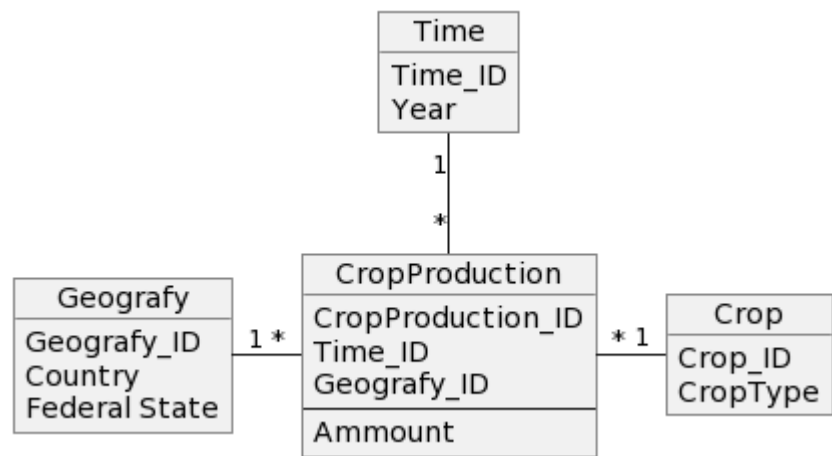 Time
Time_ID
Year
1
*
CropProduction
CropProduction_ID
Time_ID
Geografy_ID
Ammount
Geografy
Geografy_ID
Country
Federal State
1 *
* 1
Crop
Crop_ID
CropType